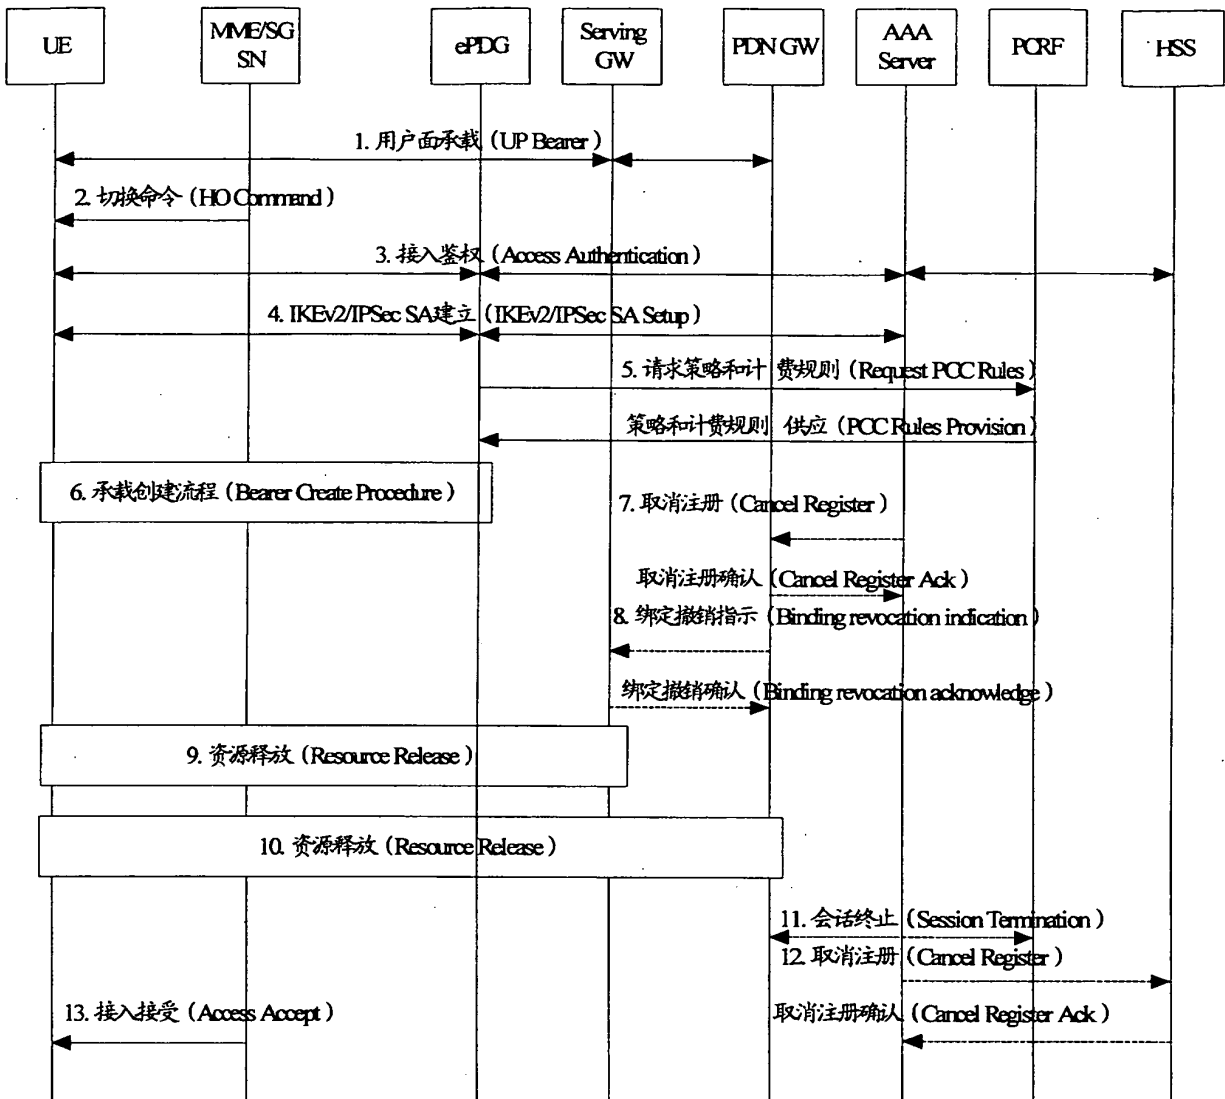 UE
MME/SG
SN
ePDG
Serving
GW
PDN GW
AAA
Server
PCRF
HSS
1. 用户面承载 (UP Bearer)
2. 切换命令 (HO Command)
3. 接入鉴权 (Access Authentication)
4. IKEv2/IPSec SA建立 (IKEv2/IPSec SA Setup)
5. 请求策略和计 费规则 (Request PCC Rules)
策略和计费规则 供应 (PCC Rules Provision)
6. 承载创建流程 (Bearer Create Procedure)
7. 取消注册 (Cancel Register)
取消注册确认 (Cancel Register Ack)
8. 绑定撤销指示 (Binding revocation indication)
绑定撤销确认 (Binding revocation acknowledge)
9. 资源释放 (Resource Release)
10. 资源释放 (Resource Release)
11. 会话终止 (Session Termination)
12. 取消注册 (Cancel Register)
13. 接入接受 (Access Accept)
取消注册确认 (Cancel Register Ack)